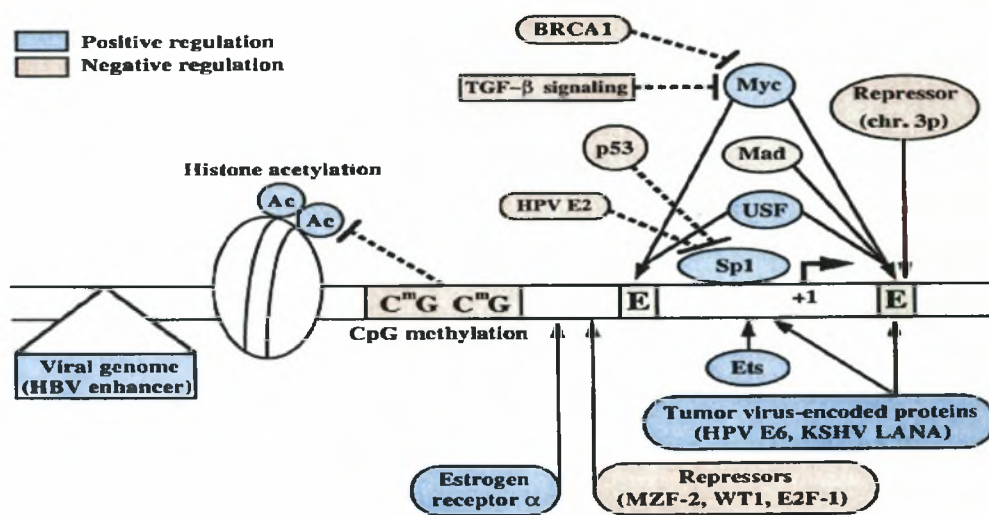 Positive regulation
Negative regulation
BRCA1
TGF-β signaling
Myc
Repressor
(chr. 3p)
p53
Mad
Histone acetylation
Ac
Ac
HPV E2
USF
Sp1
+1
CᵐG CᵐG
E
E
CpG methylation
Viral genome
(HBV enhancer)
Ets
Tumor virus-encoded proteins
(HPV E6, KSHV LANA)
Estrogen
receptor α
Repressors
(MZF-2, WT1, E2F-1)